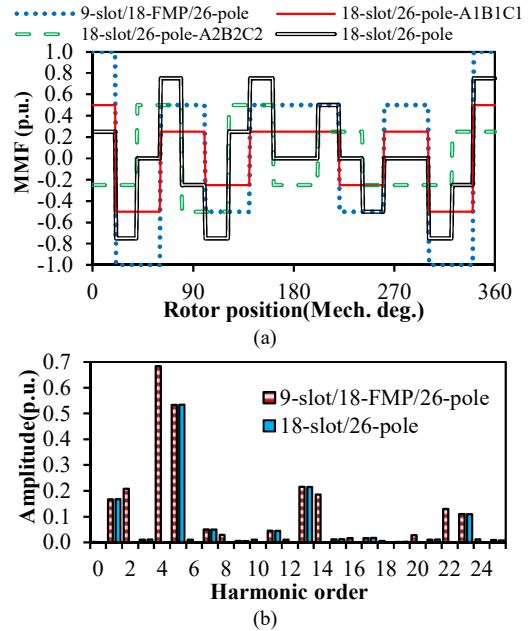 9-slot/18-FMP/26-pole 18-slot/26-pole-A1B1C1
18-slot/26-pole-A2B2C2 18-slot/26-pole
MMF (p.u.)
1.0
0.8
0.6
0.4
0.2
0.0
-0.2
-0.4
-0.6
-0.8
-1.0
0 90 180 270 360
Rotor position(Mech. deg.)
(a)
Amplitude(p.u.)
0.7
0.6
0.5
0.4
0.3
0.2
0.1
0.0
9-slot/18-FMP/26-pole
18-slot/26-pole
0 2 4 6 8 10 12 14 16 18 20 22 24
Harmonic order
(b)